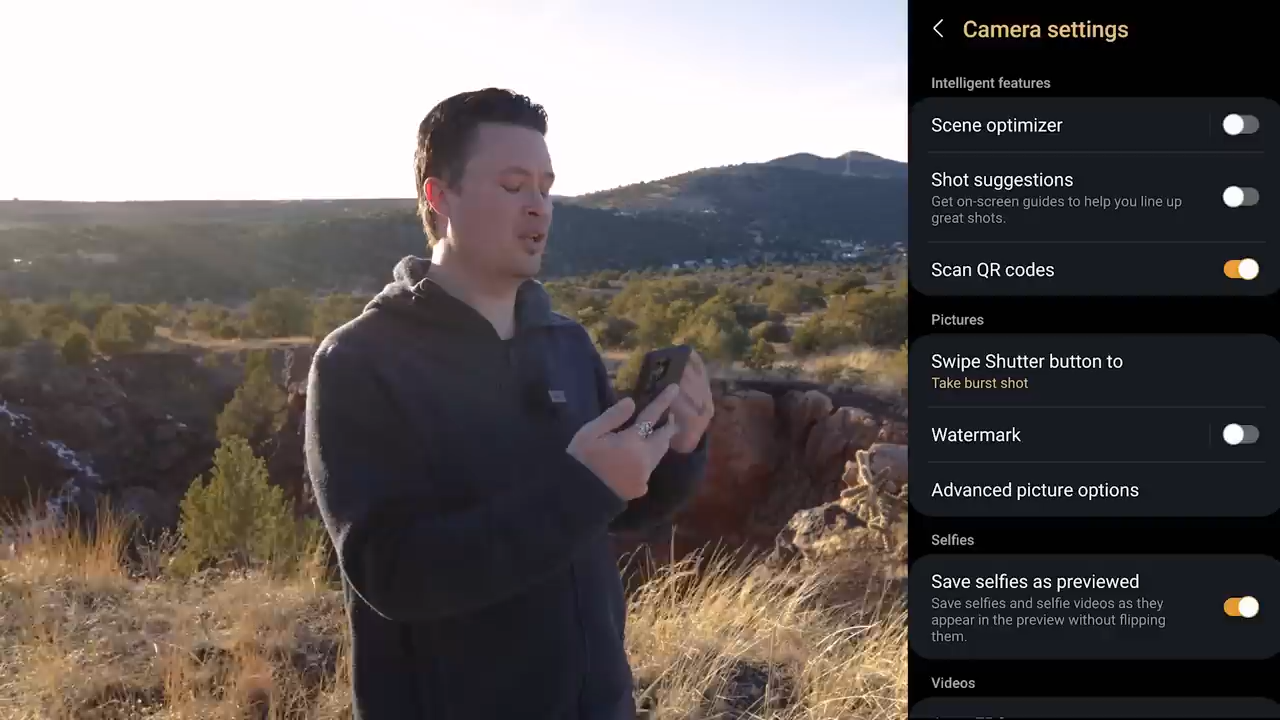 Camera settings
Intelligent features
Scene optimizer
Shot suggestions
Get on-screen guides to help you line up
great shots.
Scan QR codes
Pictures
Swipe Shutter button to
Take burst shot
Watermark
Advanced picture options
Selfies
Save selfies as previewed
Save selfies and selfie videos as they
appear in the preview without flipping
them.
Videos